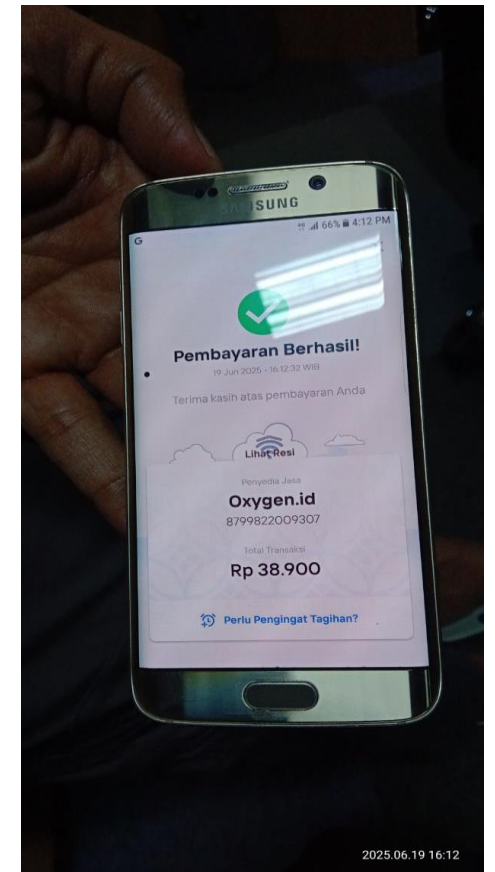 SAMSUNG
66% 4:12 PM
G
Pembayaran Berhasil!
19 Jun 2025 - 16:12:32 WIB
Terima kasih atas pembayaran Anda
Lihat Resi
Penyedia Jasa
Oxygen.id
8799822009307
Total Transaksi
Rp 38.900
Perlu Pengingat Tagihan?
2025.06.19 16:12